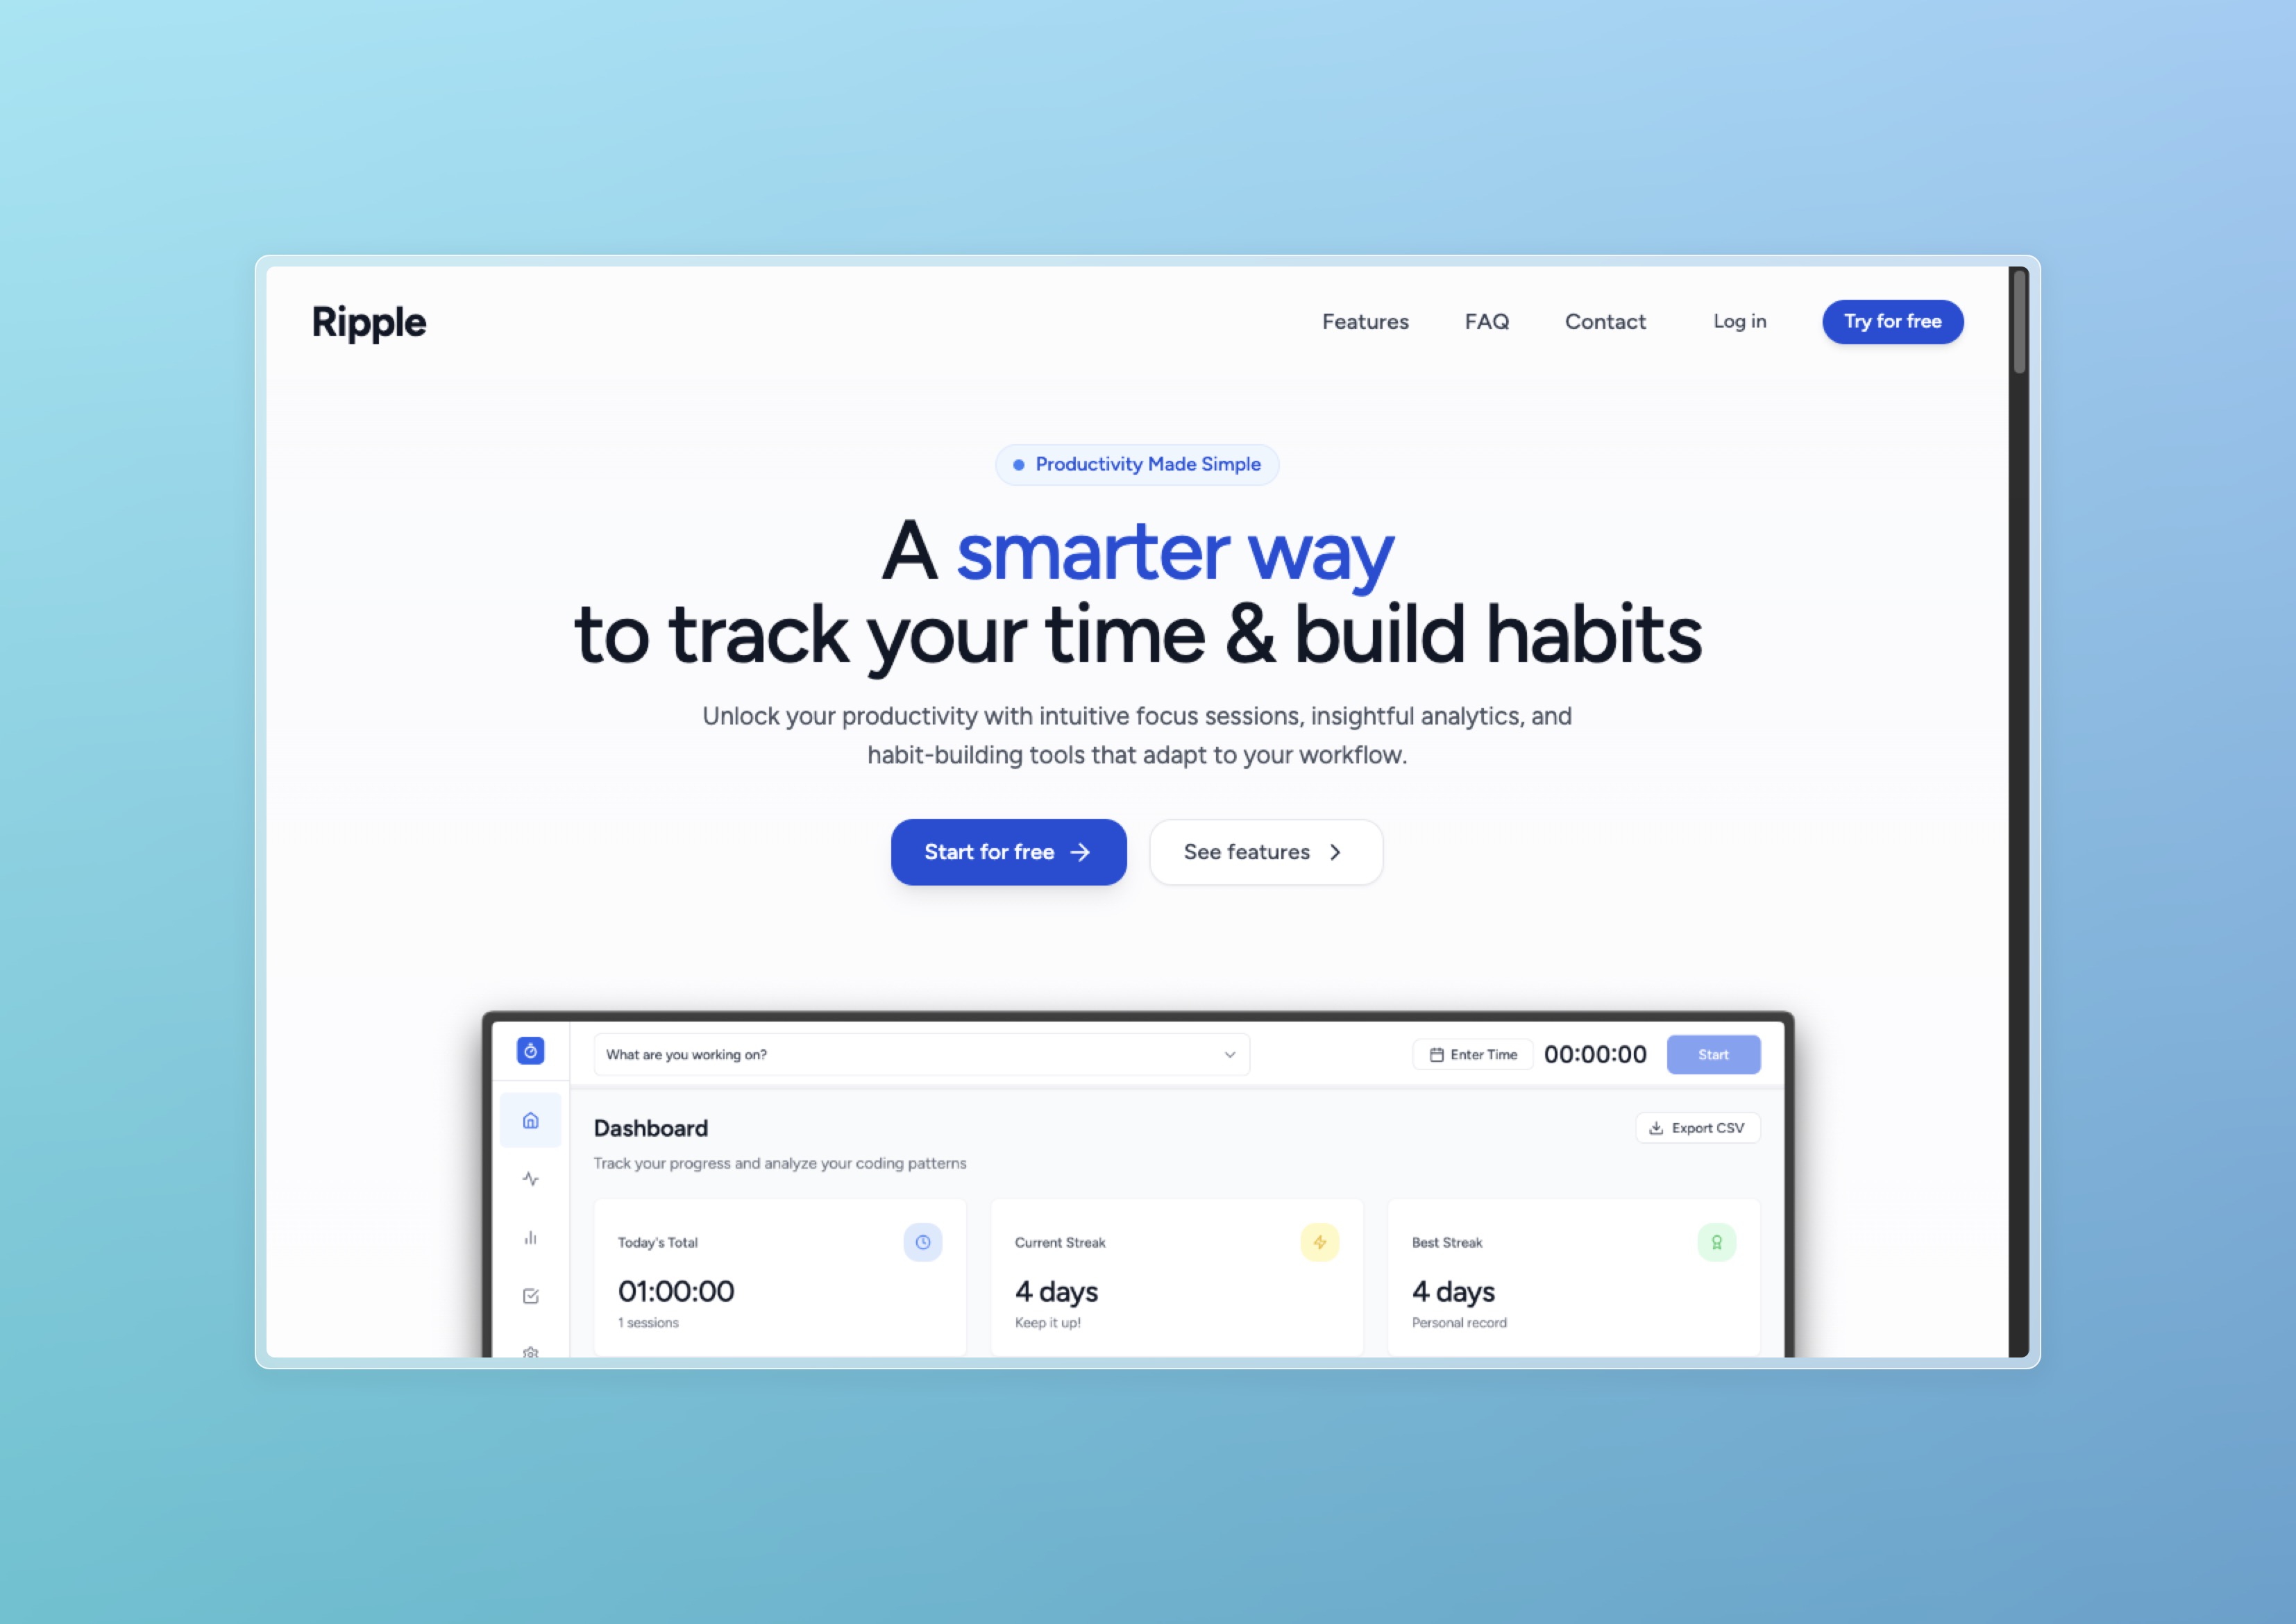 Ripple
Features FAQ Contact Log in Try for free
Productivity Made Simple
A smarter way
to track your time & build habits
Unlock your productivity with intuitive focus sessions, insightful analytics, and
habit-building tools that adapt to your workflow.
Start for free See features
What are you working on? Enter Time 00:00:00 Start
Dashboard Export CSV
Track your progress and analyze your coding patterns
Today's Total Current Streak Best Streak
01:00:00 4 days 4 days
1 sessions Keep it up! Personal record